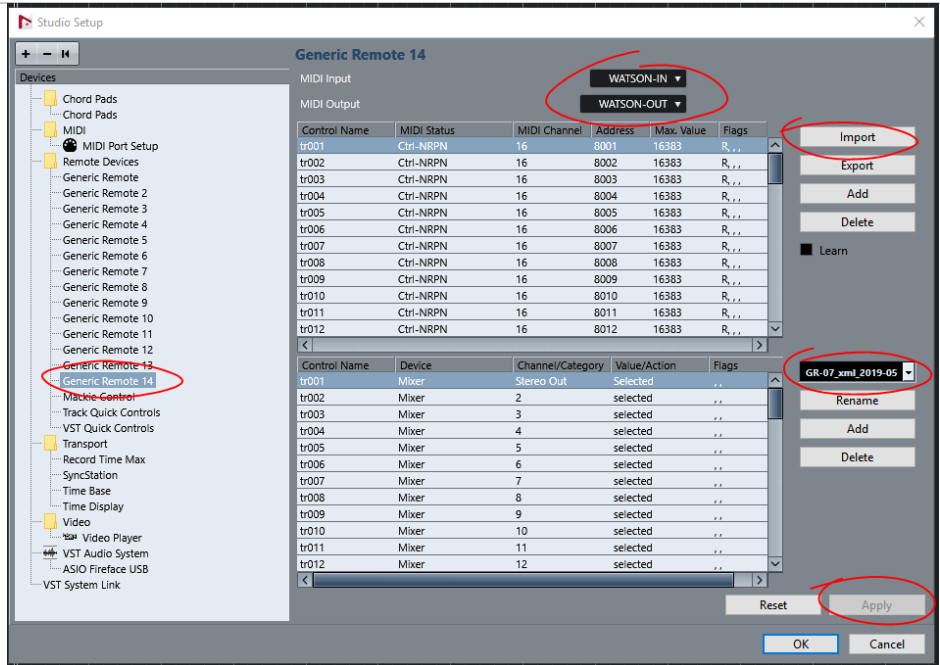 Studio Setup
+ −
Devices
Chord Pads
Chord Pads
MIDI
MIDI Port Setup
Remote Devices
Generic Remote
Generic Remote 2
Generic Remote 3
Generic Remote 4
Generic Remote 5
Generic Remote 6
Generic Remote 7
Generic Remote 8
Generic Remote 9
Generic Remote 10
Generic Remote 11
Generic Remote 12
Generic Remote 13
Generic Remote 14
Mackie Control
Track Quick Controls
VST Quick Controls
Transport
Record Time Max
SyncStation
Time Base
Time Display
Video
Video Player
VST Audio System
ASIO Fireface USB
VST System Link
Generic Remote 14
MIDI Input WATSON-IN
MIDI Output WATSON-OUT
Control Name MIDI Status MIDI Channel Address Max. Value Flags
tr001 Ctrl-NRPN 16 8001 16383 R, , ,
tr002 Ctrl-NRPN 16 8002 16383 R, , ,
tr003 Ctrl-NRPN 16 8003 16383 R, , ,
tr004 Ctrl-NRPN 16 8004 16383 R, , ,
tr005 Ctrl-NRPN 16 8005 16383 R, , ,
tr006 Ctrl-NRPN 16 8006 16383 R, , ,
tr007 Ctrl-NRPN 16 8007 16383 R, , ,
tr008 Ctrl-NRPN 16 8008 16383 R, , ,
tr009 Ctrl-NRPN 16 8009 16383 R, , ,
tr010 Ctrl-NRPN 16 8010 16383 R, , ,
tr011 Ctrl-NRPN 16 8011 16383 R, , ,
tr012 Ctrl-NRPN 16 8012 16383 R, , ,
Import
Export
Add
Delete
Learn
Control Name Device Channel/Category Value/Action Flags
tr001 Mixer Stereo Out Selected , ,
tr002 Mixer 2 selected , ,
tr003 Mixer 3 selected , ,
tr004 Mixer 4 selected , ,
tr005 Mixer 5 selected , ,
tr006 Mixer 6 selected , ,
tr007 Mixer 7 selected , ,
tr008 Mixer 8 selected , ,
tr009 Mixer 9 selected , ,
tr010 Mixer 10 selected , ,
tr011 Mixer 11 selected , ,
tr012 Mixer 12 selected , ,
GR-07_xml_2019-05
Rename
Add
Delete
Reset Apply
OK Cancel